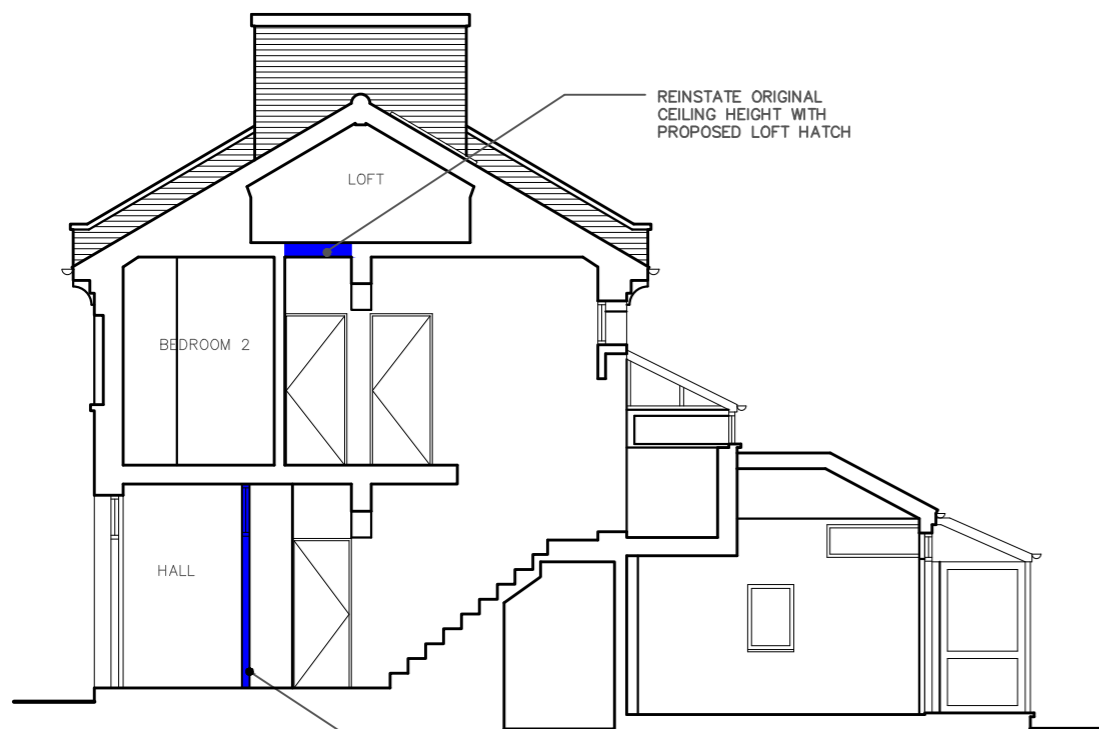 REINSTATE ORIGINAL
CEILING HEIGHT WITH
PROPOSED LOFT HATCH
LOFT
BEDROOM 2
HALL